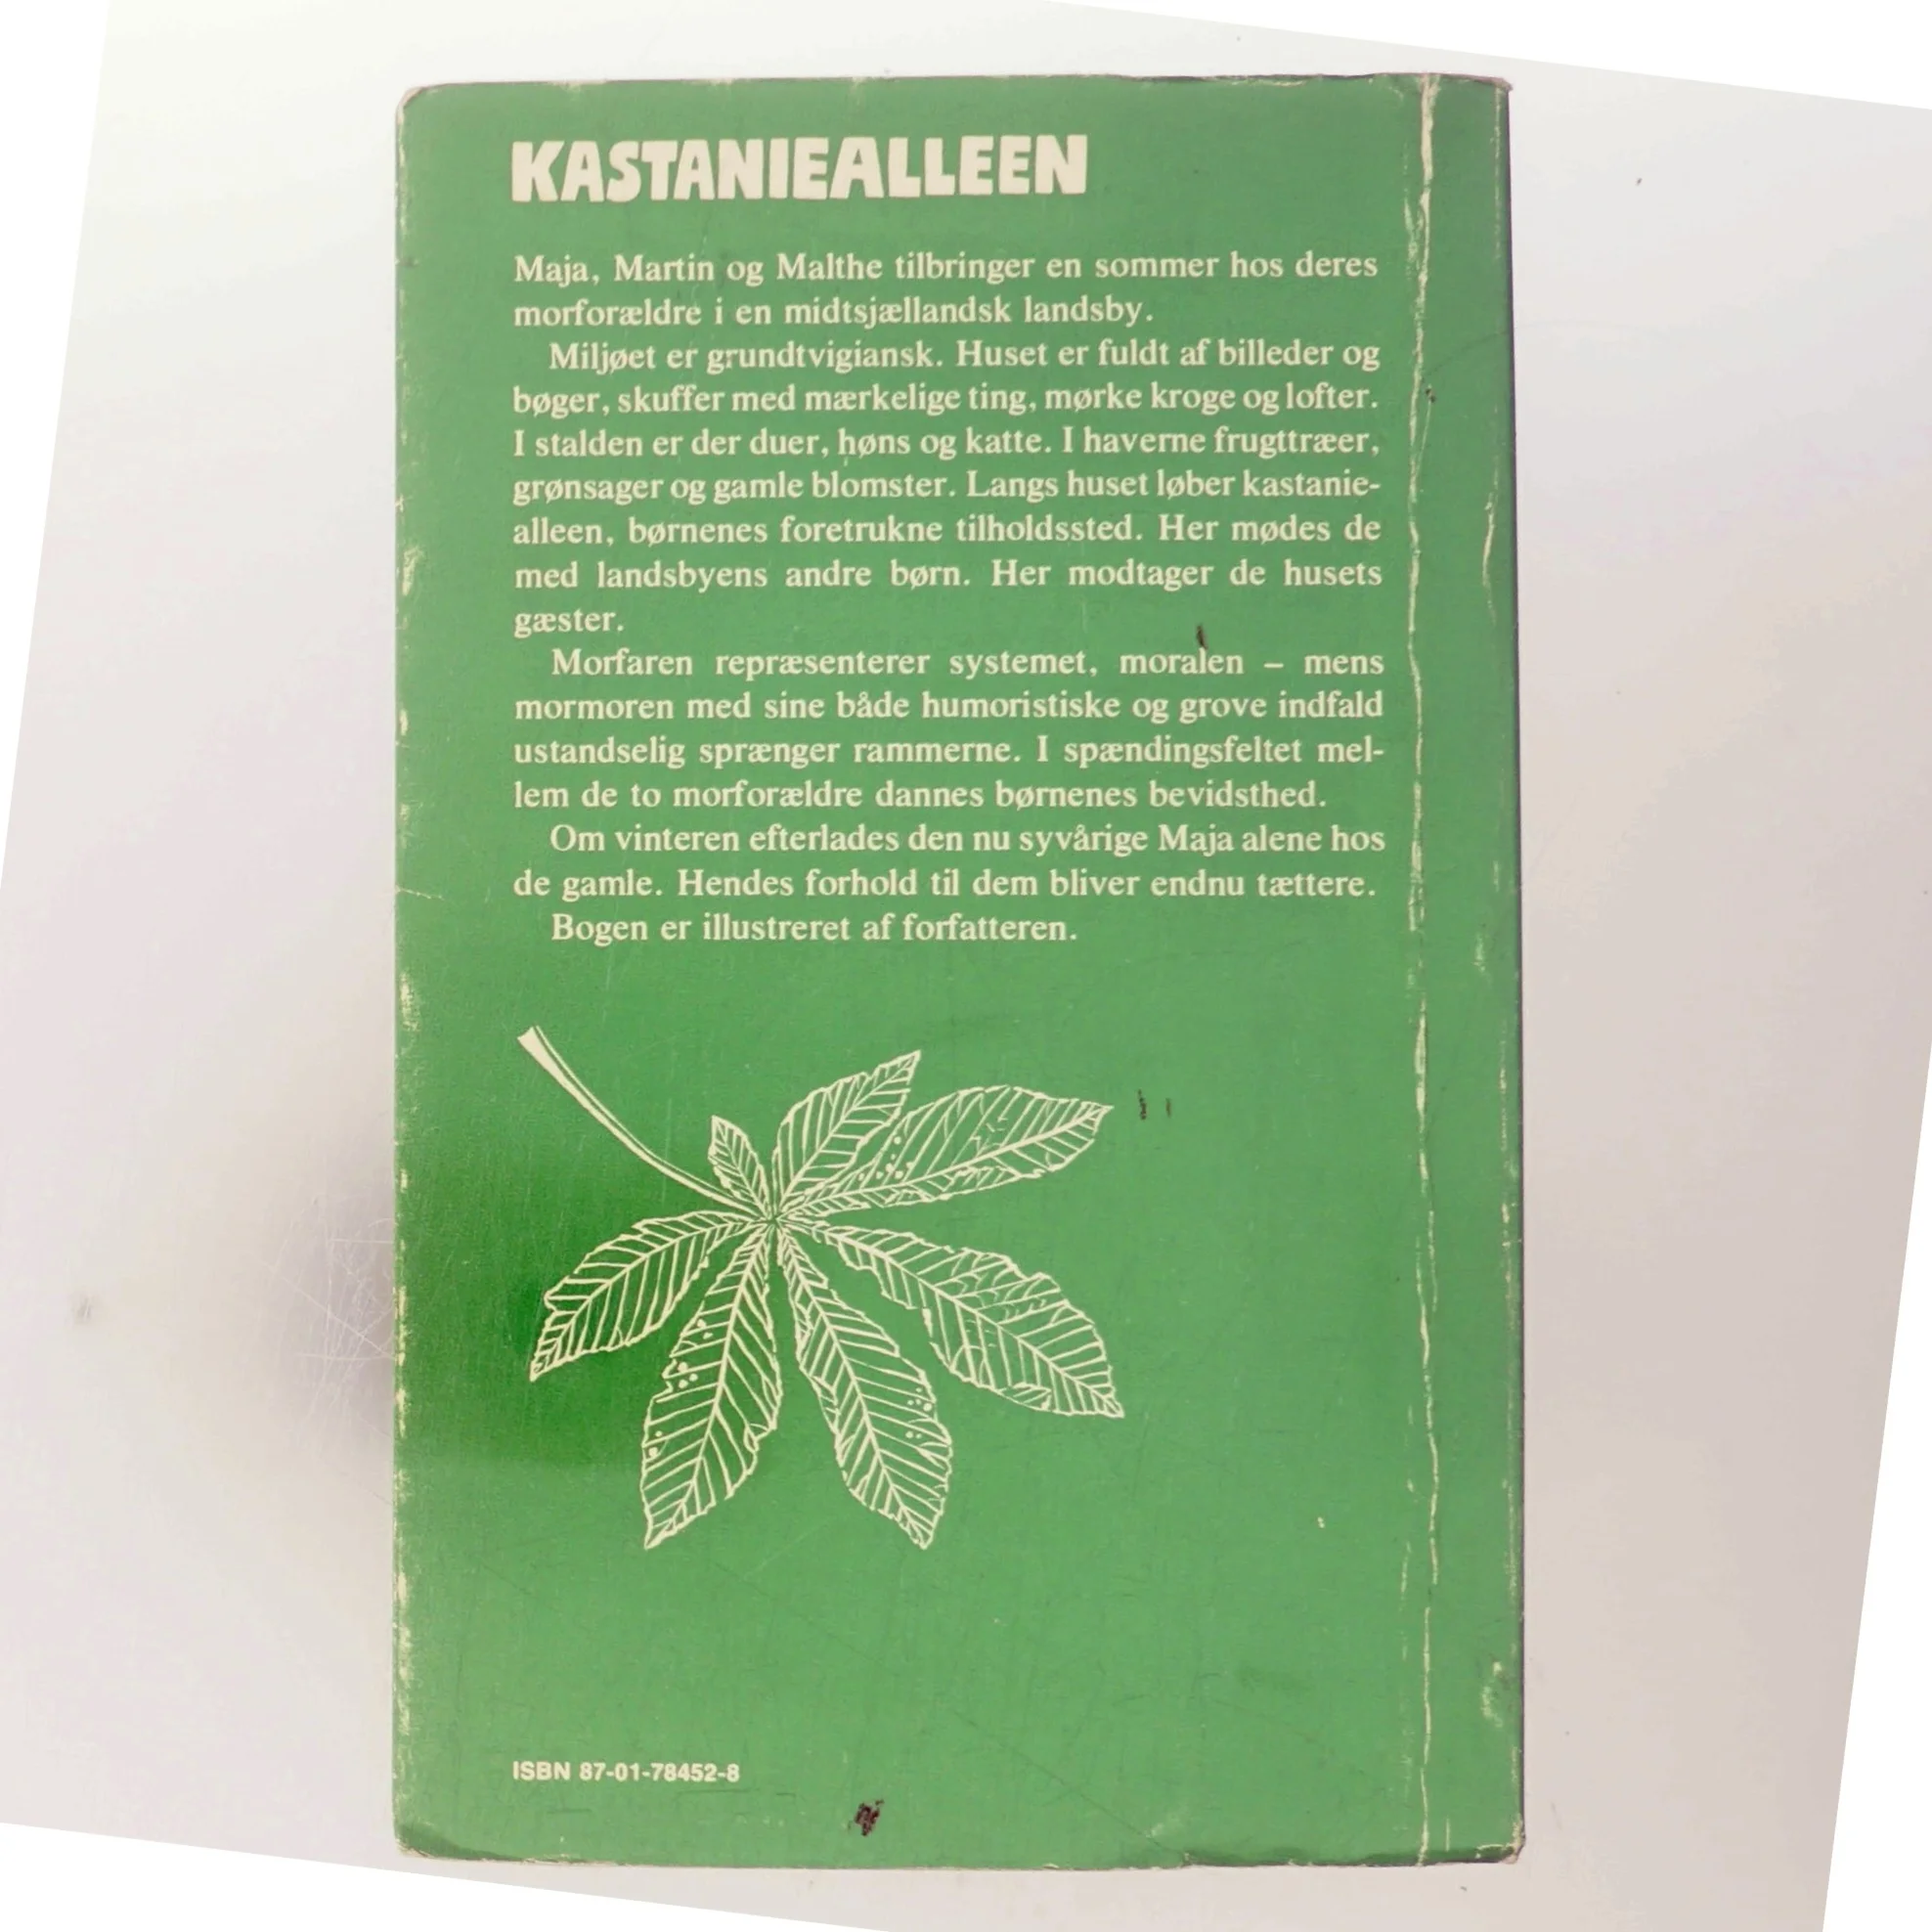 KASTANIEALLEEN
Maja, Martin og Malthe tilbringer en sommer hos deres
morforældre i en midtsjællandsk landsby.
Miljøet er grundtvigiansk. Huset er fuldt af billeder og
bøger, skuffer med mærkelige ting, mørke kroge og lofter.
I stalden er der duer, høns og katte. I haverne frugttræer,
grønsager og gamle blomster. Langs huset løber kastanie-
alleen, børnenes foretrukne tilholdssted. Her mødes de
med landsbyens andre børn. Her modtager de husets
gæster.
Morfaren repræsenterer systemet, moralen – mens
mormoren med sine både humoristiske og grove indfald
ustandselig sprænger rammerne. I spændingsfeltet mel-
lem de to morforældre dannes børnenes bevidsthed.
Om vinteren efterlades den nu syvårige Maja alene hos
de gamle. Hendes forhold til dem bliver endnu tættere.
Bogen er illustreret af forfatteren.
ISBN 87-01-78452-8